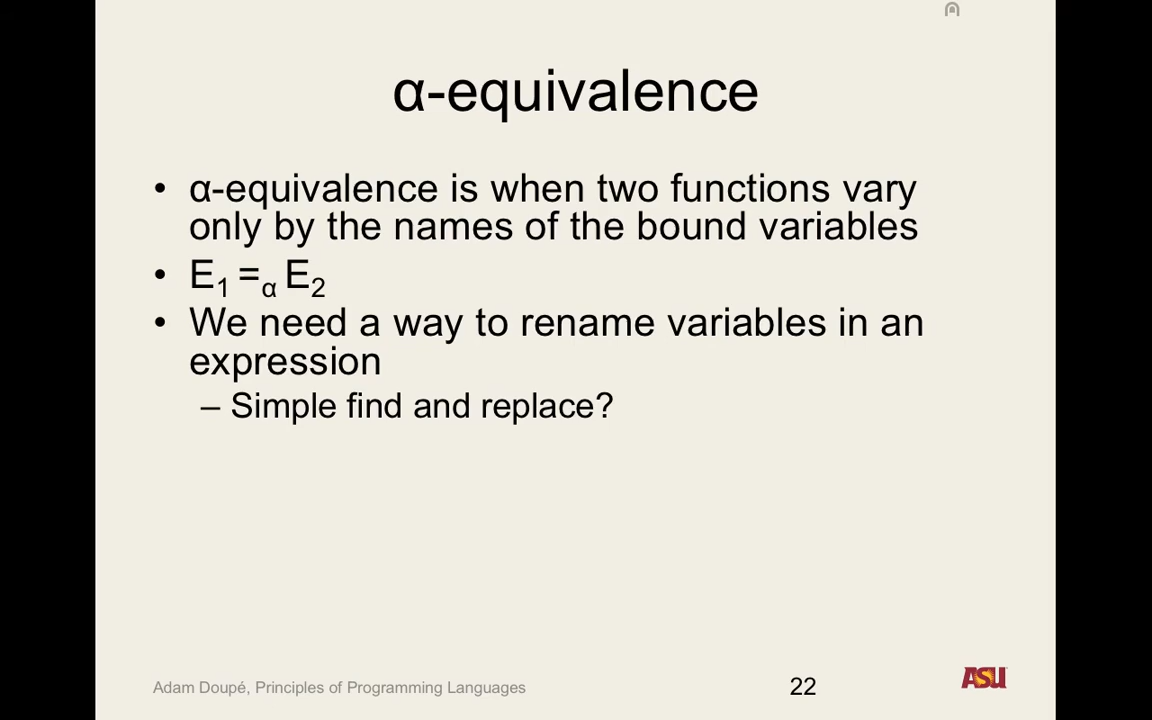 α-equivalence
• α-equivalence is when two functions vary
only by the names of the bound variables
• E₁ =α E₂
• We need a way to rename variables in an
expression
– Simple find and replace?
Adam Doupé, Principles of Programming Languages
22
ASU